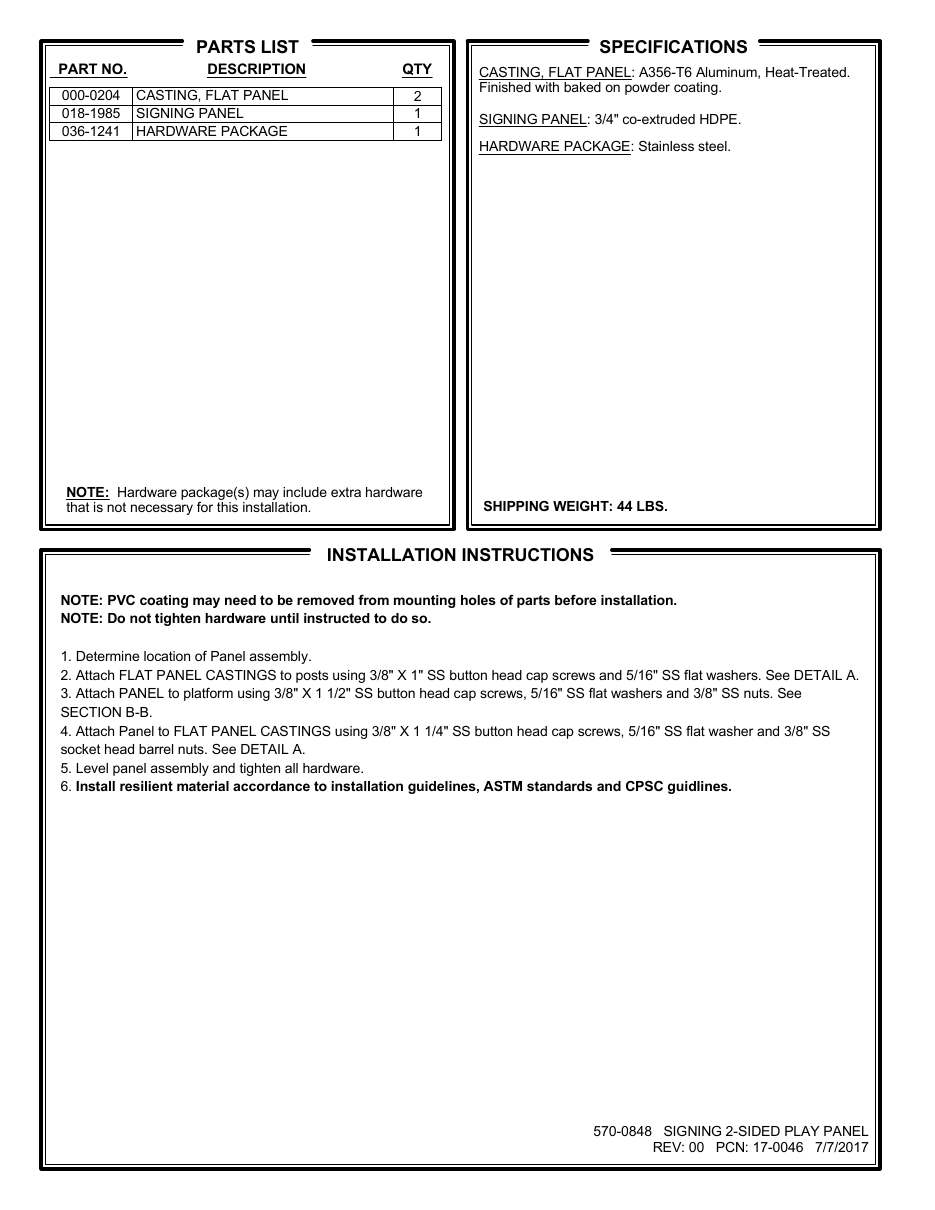 PARTS LIST
PART NO. DESCRIPTION QTY
000-0204 CASTING, FLAT PANEL 2
018-1985 SIGNING PANEL 1
036-1241 HARDWARE PACKAGE 1
NOTE: Hardware package(s) may include extra hardware
that is not necessary for this installation.
SPECIFICATIONS
CASTING, FLAT PANEL: A356-T6 Aluminum, Heat-Treated.
Finished with baked on powder coating.
SIGNING PANEL: 3/4" co-extruded HDPE.
HARDWARE PACKAGE: Stainless steel.
SHIPPING WEIGHT: 44 LBS.
INSTALLATION INSTRUCTIONS
NOTE: PVC coating may need to be removed from mounting holes of parts before installation.
NOTE: Do not tighten hardware until instructed to do so.
1. Determine location of Panel assembly.
2. Attach FLAT PANEL CASTINGS to posts using 3/8" X 1" SS button head cap screws and 5/16" SS flat washers. See DETAIL A.
3. Attach PANEL to platform using 3/8" X 1 1/2" SS button head cap screws, 5/16" SS flat washers and 3/8" SS nuts. See
SECTION B-B.
4. Attach Panel to FLAT PANEL CASTINGS using 3/8" X 1 1/4" SS button head cap screws, 5/16" SS flat washer and 3/8" SS
socket head barrel nuts. See DETAIL A.
5. Level panel assembly and tighten all hardware.
6. Install resilient material accordance to installation guidelines, ASTM standards and CPSC guidlines.
570-0848 SIGNING 2-SIDED PLAY PANEL
REV: 00 PCN: 17-0046 7/7/2017